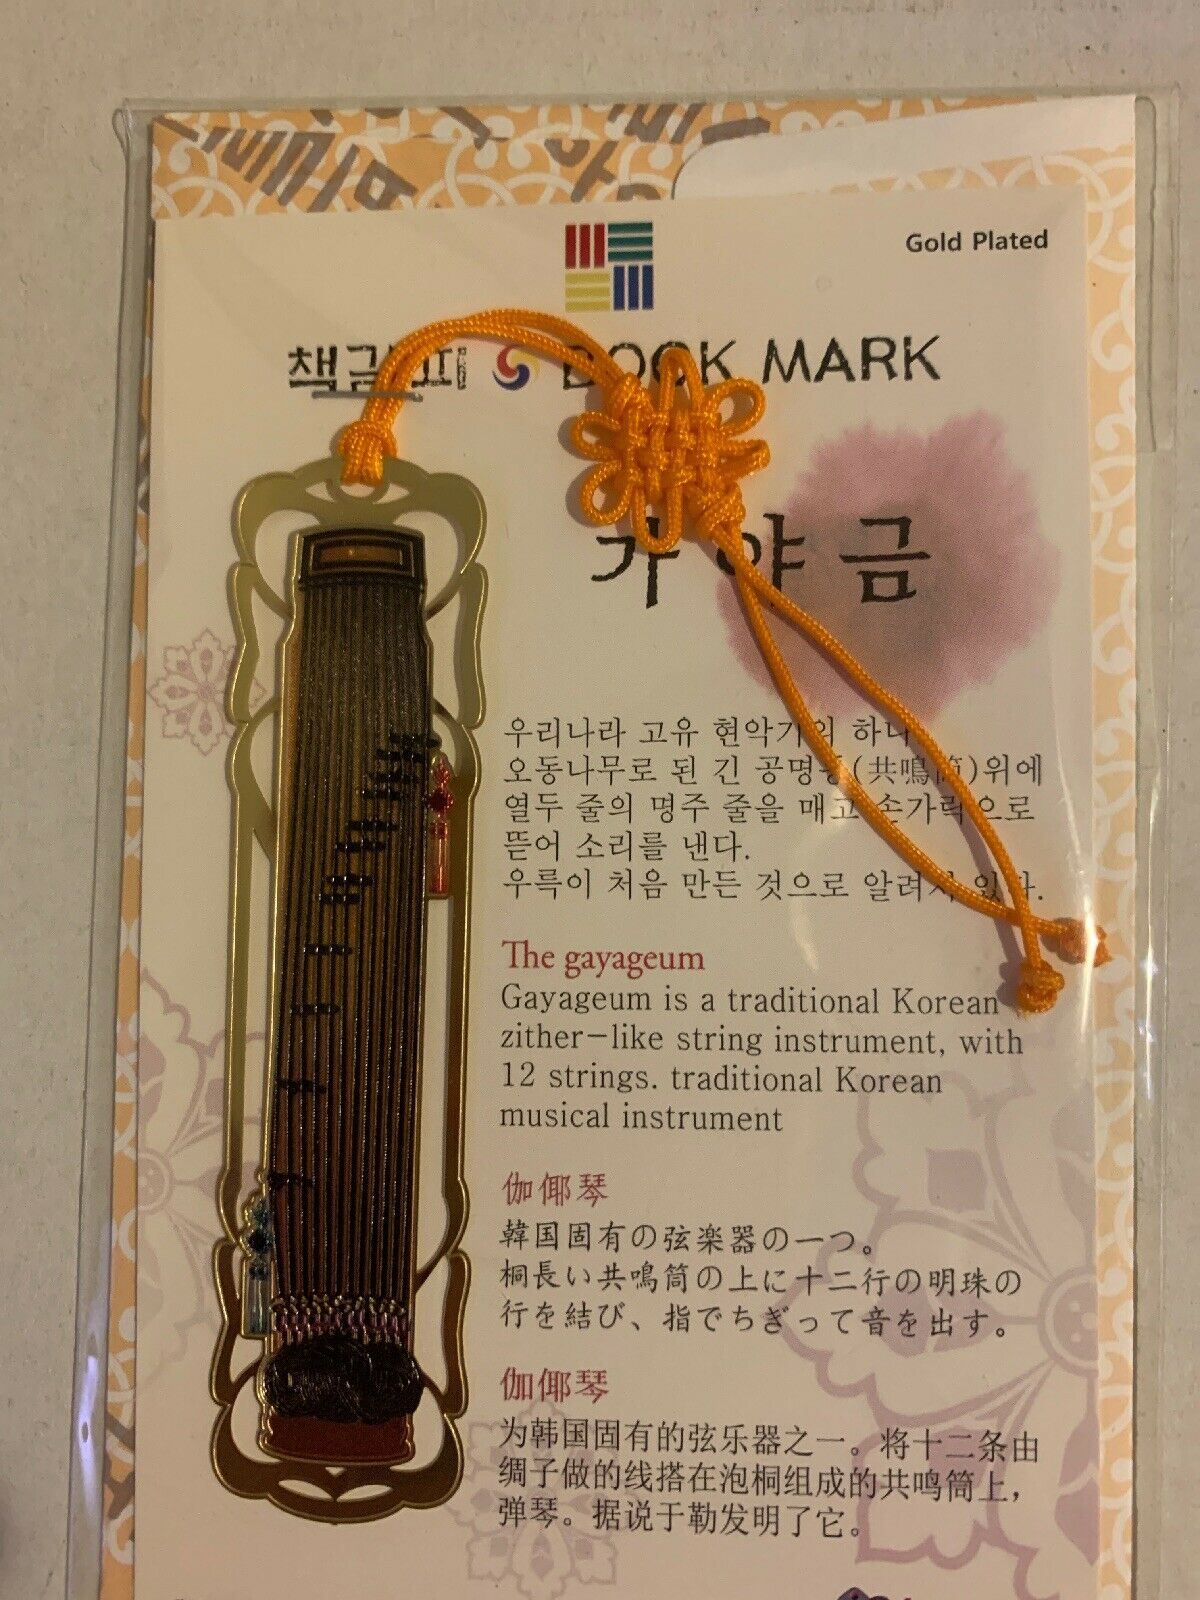 Gold Plated
BOOK MARK
가야금
우리나라 고유 현악기의 하나
오동나무로 된 긴 공명통(共鳴筒)위에
열두 줄의 명주 줄을 매고 손가락으로
뜯어 소리를 낸다.
우륵이 처음 만든 것으로 알려져 있다.
The gayageum
Gayageum is a traditional Korean
zither-like string instrument, with
12 strings. traditional Korean
musical instrument
伽倻琴
韓国固有の弦楽器の一つ。
桐長い共鳴筒の上に十二行の明珠の
行を結び、指でちぎって音を出す。
伽倻琴
为韩国固有的弦乐器之一。将十二条由
绸子做的线搭在泡桐组成的共鸣筒上，
弹琴。据说于勒发明了它。